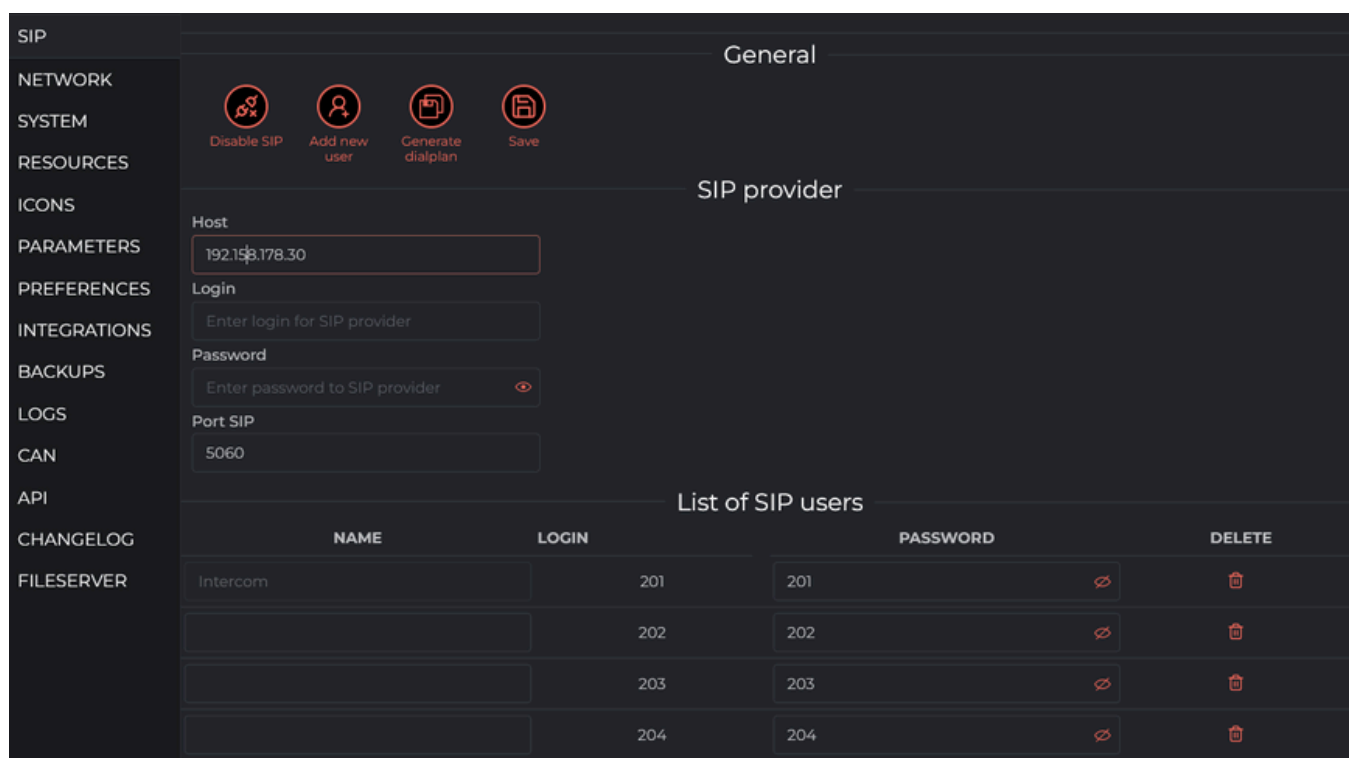 SIP
NETWORK
SYSTEM
RESOURCES
ICONS
PARAMETERS
PREFERENCES
INTEGRATIONS
BACKUPS
LOGS
CAN
API
CHANGELOG
FILESERVER
General
Disable SIP
Add new
user
Generate
dialplan
Save
SIP provider
Host
192.158.178.30
Login
Enter login for SIP provider
Password
Enter password to SIP provider
Port SIP
5060
List of SIP users
NAME LOGIN PASSWORD DELETE
Intercom 201 201
202 202
203 203
204 204